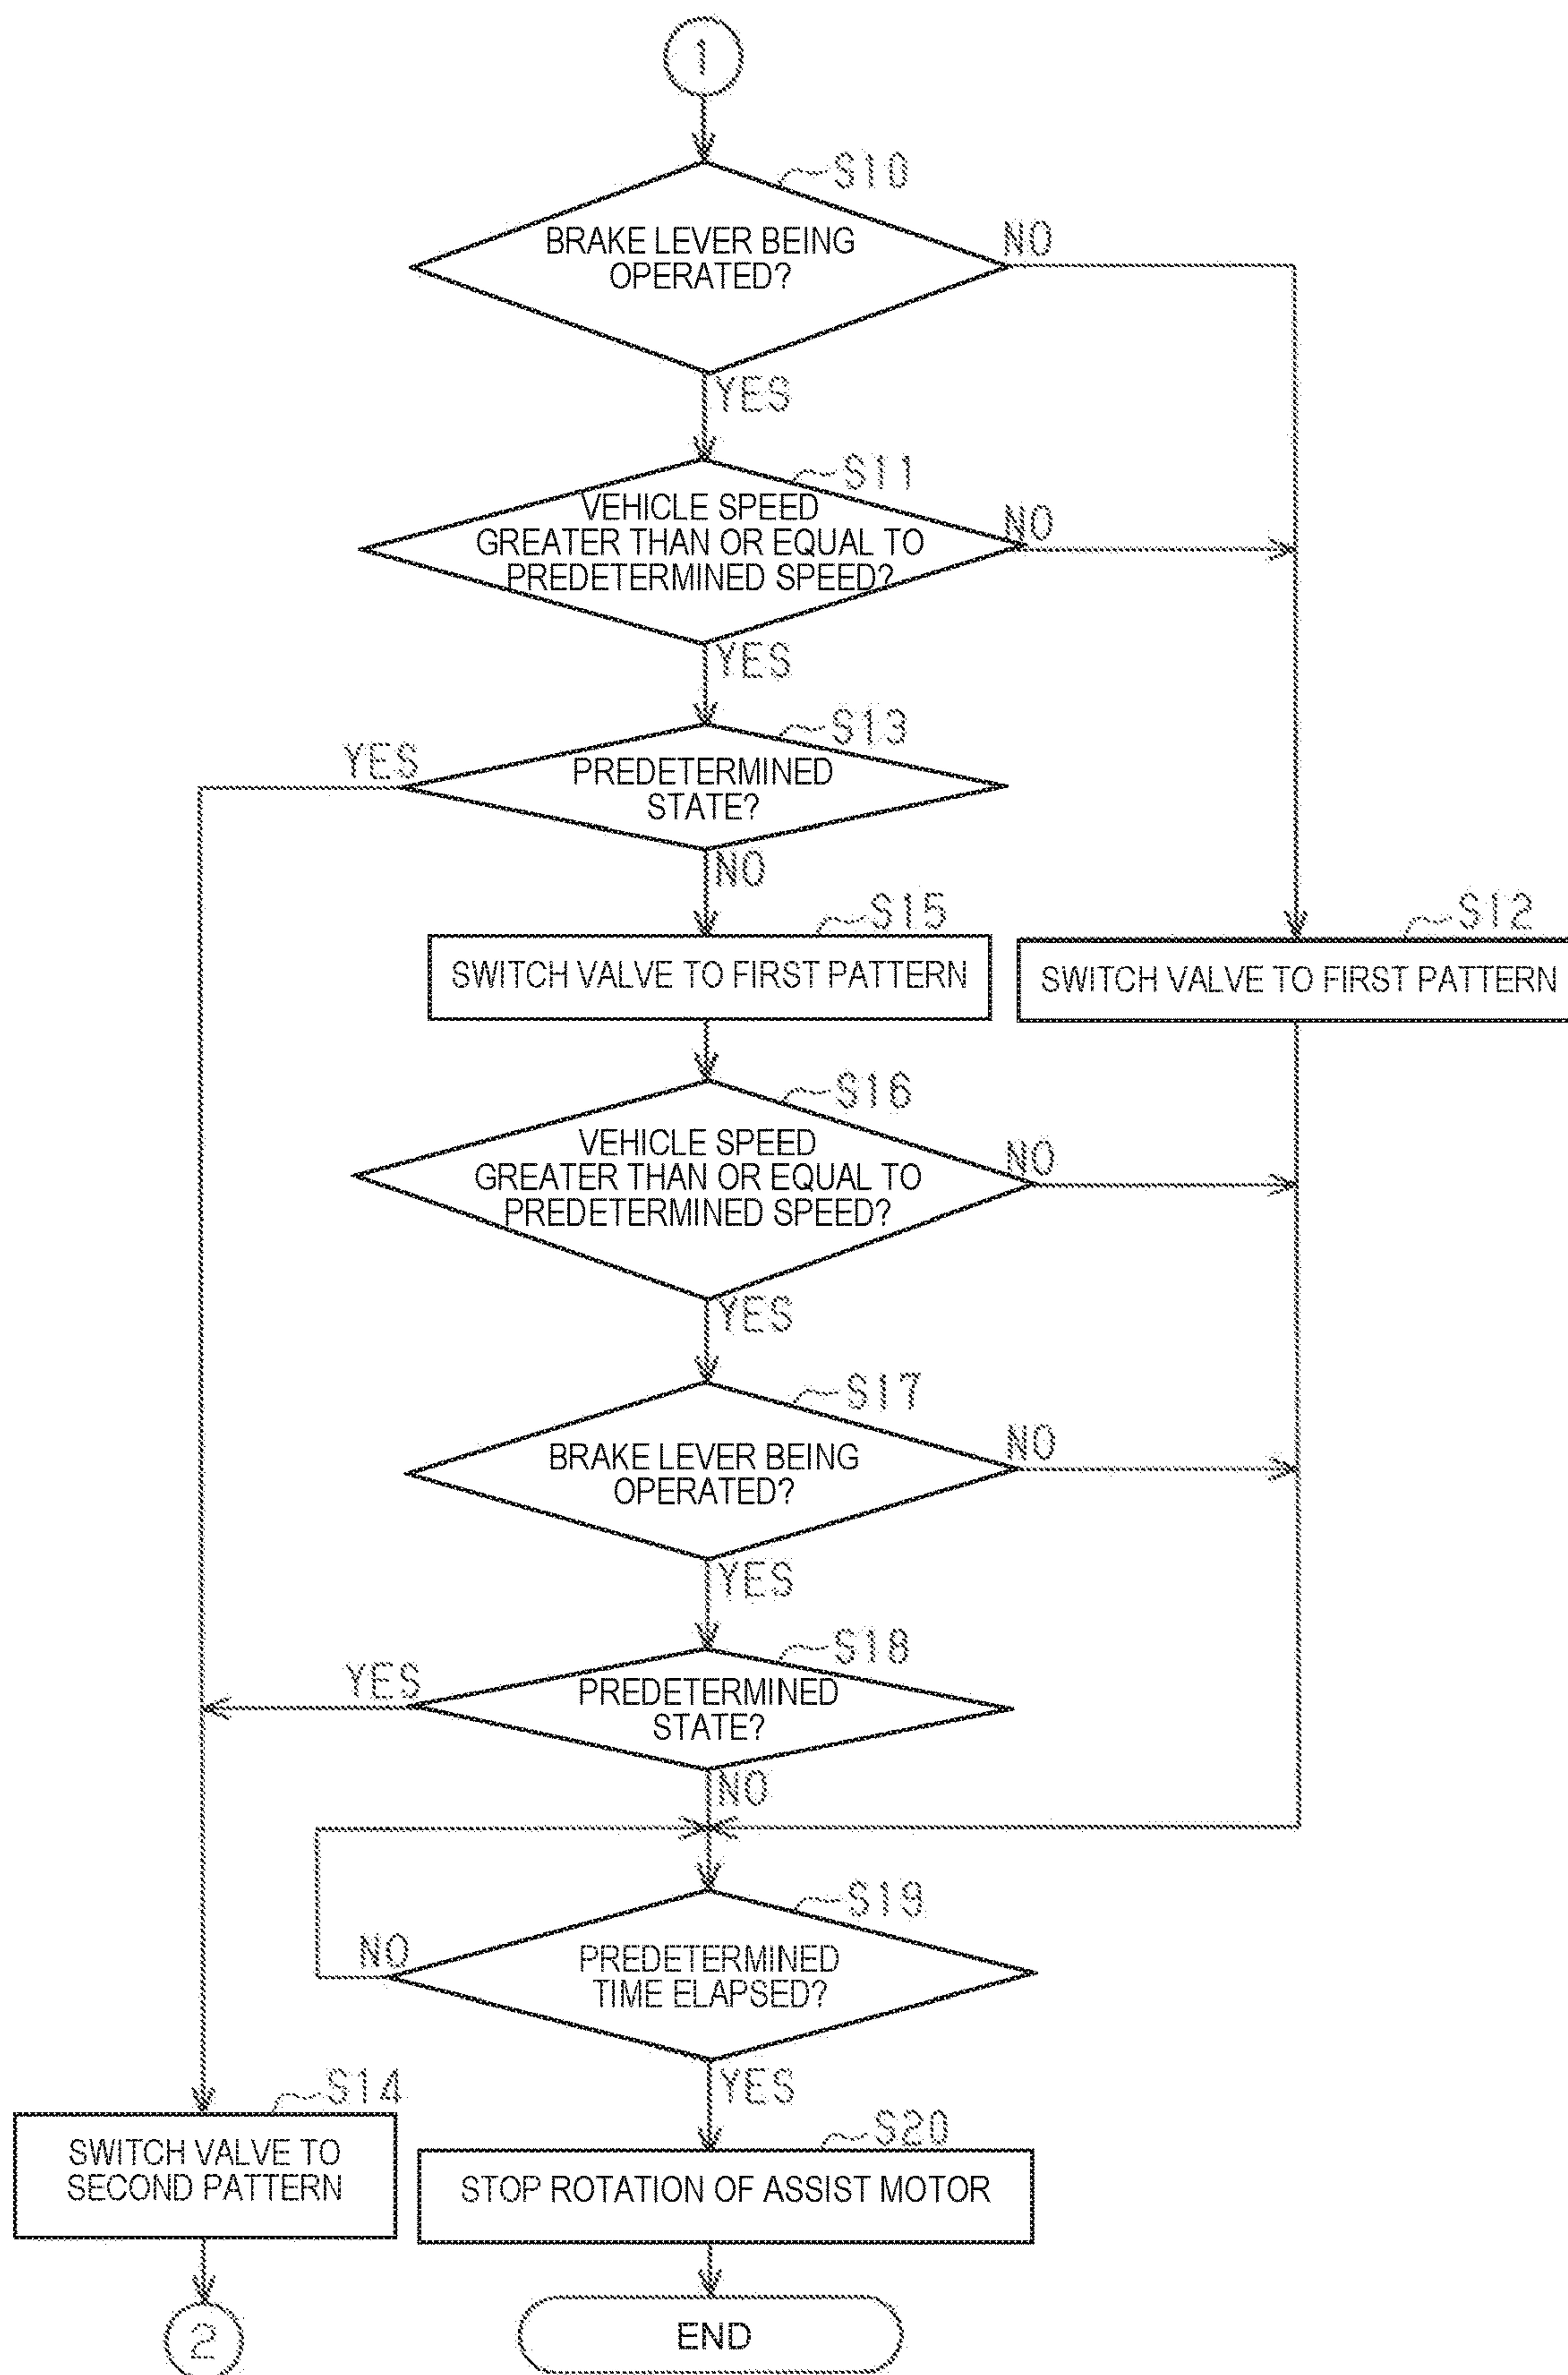 1
S10
BRAKE LEVER BEING
OPERATED?
NO
YES
S11
VEHICLE SPEED
GREATER THAN OR EQUAL TO
PREDETERMINED SPEED?
NO
YES
S13
YES
PREDETERMINED
STATE?
NO
S15
SWITCH VALVE TO FIRST PATTERN
S12
SWITCH VALVE TO FIRST PATTERN
S16
VEHICLE SPEED
GREATER THAN OR EQUAL TO
PREDETERMINED SPEED?
NO
YES
S17
BRAKE LEVER BEING
OPERATED?
NO
YES
S18
YES
PREDETERMINED
STATE?
NO
S19
NO
PREDETERMINED
TIME ELAPSED?
YES
S14
SWITCH VALVE TO
SECOND PATTERN
S20
STOP ROTATION OF ASSIST MOTOR
2
END